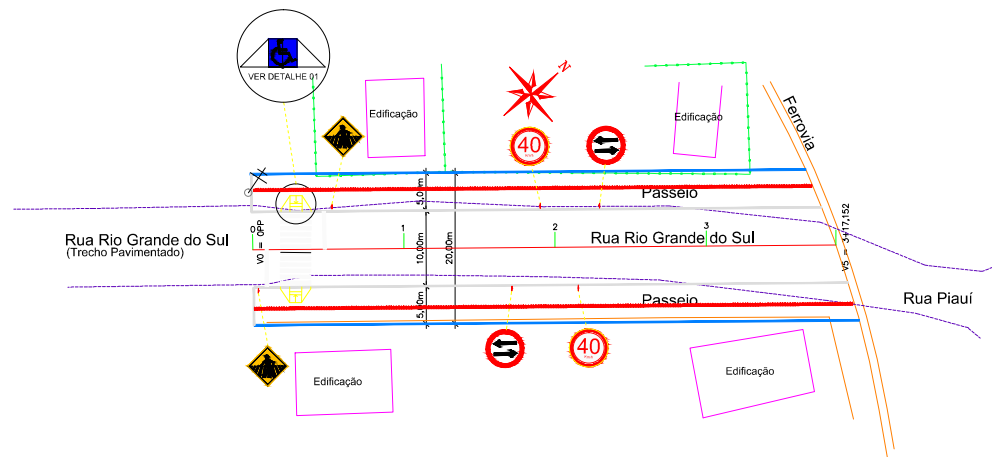 VER DETALHE 01
N
Edificação
Edificação
Ferrovia
40
5,00m
Passeio
Rua Rio Grande do Sul
(Trecho Pavimentado)
V0 = 0PP
0
1
2
3
10,00m
20,00m
Rua Rio Grande do Sul
V5 = 3+17,152
Rua Piauí
5,00m
Passeio
40
Edificação
Edificação